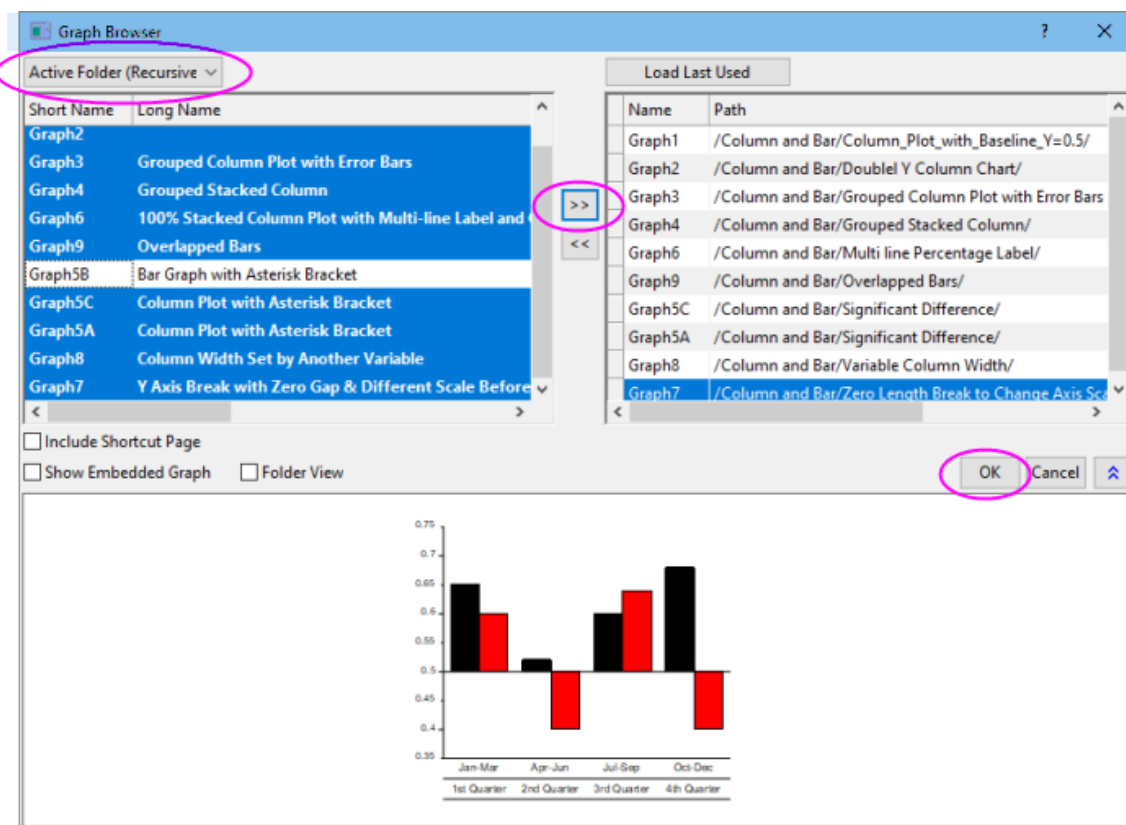 Graph Browser ?
Active Folder (Recursive
Load Last Used
Short Name Long Name
Graph2
Graph3 Grouped Column Plot with Error Bars
Graph4 Grouped Stacked Column
Graph6 100% Stacked Column Plot with Multi-line Label and
Graph9 Overlapped Bars
Graph5B Bar Graph with Asterisk Bracket
Graph5C Column Plot with Asterisk Bracket
Graph5A Column Plot with Asterisk Bracket
Graph8 Column Width Set by Another Variable
Graph7 Y Axis Break with Zero Gap & Different Scale Before
>>
<<
Name Path
Graph1 /Column and Bar/Column_Plot_with_Baseline_Y=0.5/
Graph2 /Column and Bar/Doublel Y Column Chart/
Graph3 /Column and Bar/Grouped Column Plot with Error Bars
Graph4 /Column and Bar/Grouped Stacked Column/
Graph6 /Column and Bar/Multi line Percentage Label/
Graph9 /Column and Bar/Overlapped Bars/
Graph5C /Column and Bar/Significant Difference/
Graph5A /Column and Bar/Significant Difference/
Graph8 /Column and Bar/Variable Column Width/
Graph7 /Column and Bar/Zero Length Break to Change Axis Sca
Include Shortcut Page
Show Embedded Graph Folder View
OK Cancel
0.75
0.7
0.65
0.6
0.55
0.5
0.45
0.4
0.35
Jan-Mar Apr-Jun Jul-Sep Oct-Dec
1st Quarter 2nd Quarter 3rd Quarter 4th Quarter